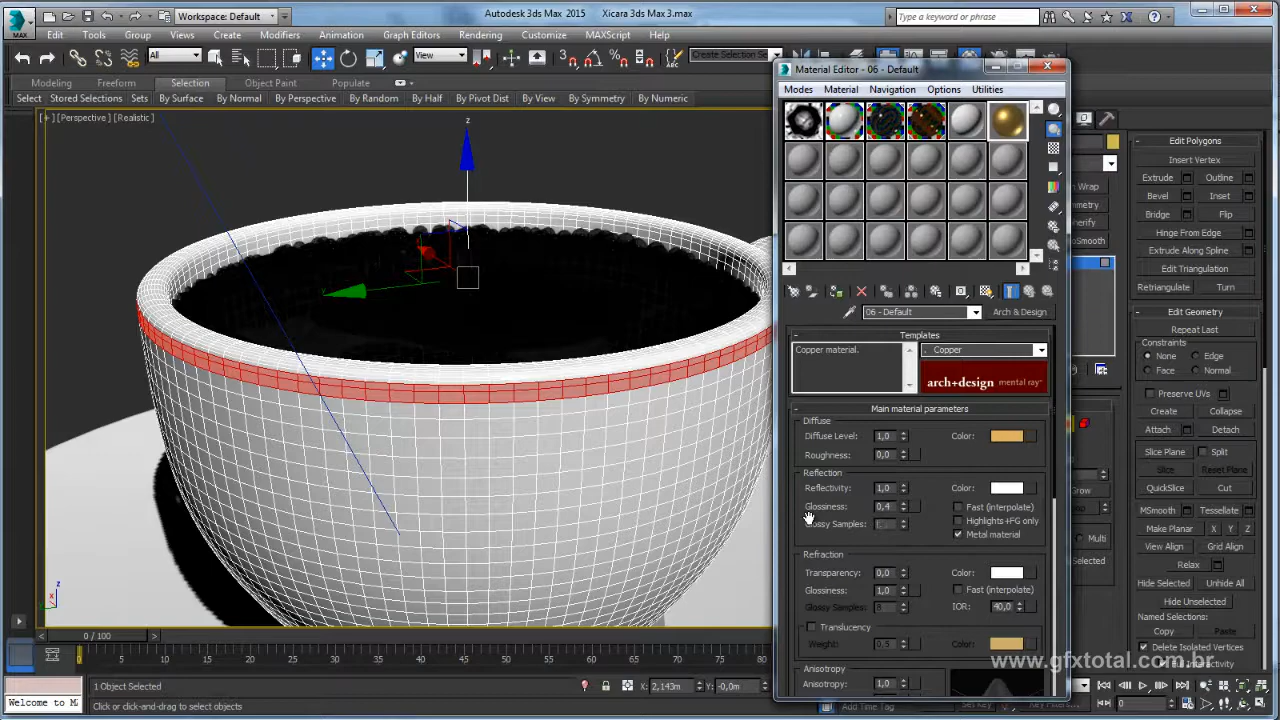 MAX
Workspace: Default
Autodesk 3ds Max 2015
Xicara 3ds Max 3.max
Type a keyword or phrase
Edit Tools Group Views Create Modifiers Animation Graph Editors Rendering Customize MAXScript Help
All
View
Create Selection Se
Modeling Freeform Selection Object Paint Populate
Select Stored Selections Sets By Surface By Normal By Perspective By Random By Half By Pivot Dist By View By Symmetry By Numeric
[+] [Perspective] [Realistic]
z
Material Editor - 06 - Default
Modes Material Navigation Options Utilities
06 - Default
Arch & Design
Templates
Copper material.
Copper
arch+design mental ray
Main material parameters
Diffuse
Diffuse Level: 1,0 Color:
Roughness: 0,0
Reflection
Reflectivity: 1,0 Color:
Glossiness: 0,4 Fast (interpolate)
Glossy Samples: Highlights+FG only
Metal material
Refraction
Transparency: 0,0 Color:
Glossiness: 1,0 Fast (interpolate)
Glossy Samples: 8 IOR: 40,0
Translucency
Weight: 0,5 Color:
Anisotropy
Anisotropy: 1,0
Edit Polygons
Insert Vertex
Extrude Outline
Bevel Inset
Bridge Flip
Hinge From Edge
Extrude Along Spline
Edit Triangulation
Retriangulate Turn
Edit Geometry
Repeat Last
Constraints
None Edge
Face Normal
Preserve UVs
Create Collapse
Attach Detach
Slice Plane Split
Slice Reset Plane
QuickSlice Cut
MSmooth Tessellate
Make Planar X Y Z
View Align Grid Align
Relax
Hide Selected Unhide All
Hide Unselected
Named Selections:
Copy Paste
Delete Isolated Vertices
Full Interactivity
www.gfxtotal.com.br
0 / 100
0 5 10 15 20 25 30 35 40 45 50 55 60 65 70 75 80
1 Object Selected
X: 2,143m Y: -0,0m
Welcome to M
Click or click-and-drag to select objects
Add Time Tag
0